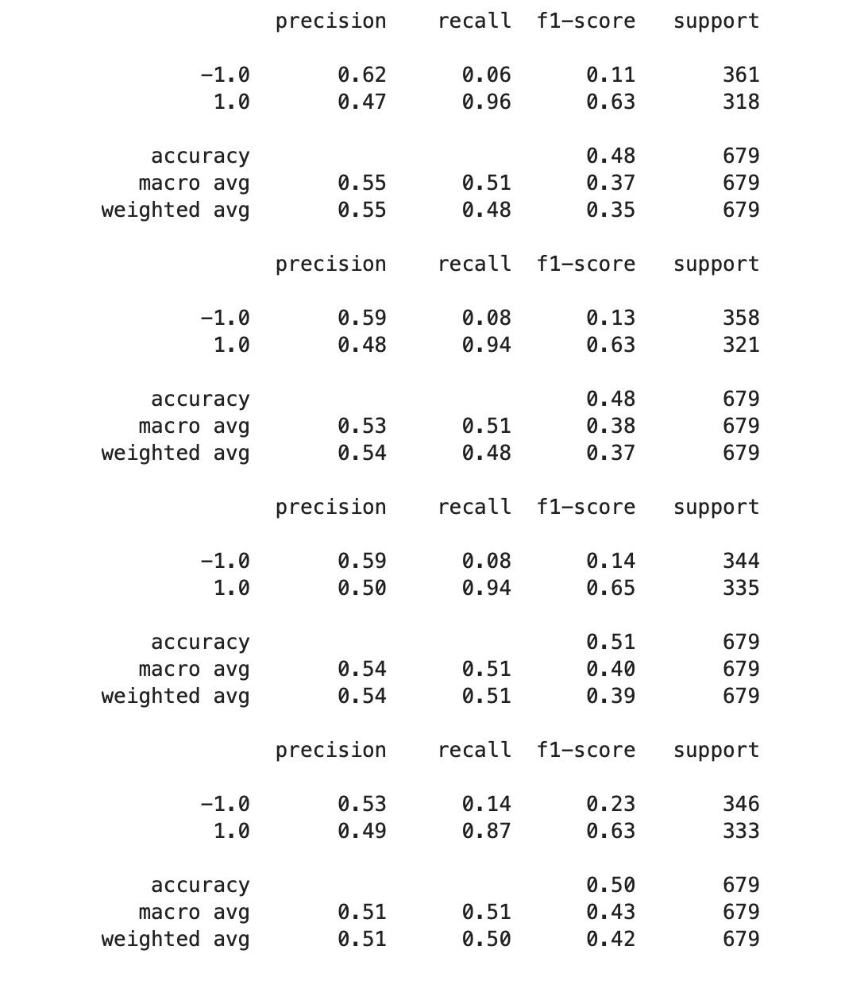 precision recall f1-score support
-1.0 0.62 0.06 0.11 361
1.0 0.47 0.96 0.63 318
accuracy 0.48 679
macro avg 0.55 0.51 0.37 679
weighted avg 0.55 0.48 0.35 679
precision recall f1-score support
-1.0 0.59 0.08 0.13 358
1.0 0.48 0.94 0.63 321
accuracy 0.48 679
macro avg 0.53 0.51 0.38 679
weighted avg 0.54 0.48 0.37 679
precision recall f1-score support
-1.0 0.59 0.08 0.14 344
1.0 0.50 0.94 0.65 335
accuracy 0.51 679
macro avg 0.54 0.51 0.40 679
weighted avg 0.54 0.51 0.39 679
precision recall f1-score support
-1.0 0.53 0.14 0.23 346
1.0 0.49 0.87 0.63 333
accuracy 0.50 679
macro avg 0.51 0.51 0.43 679
weighted avg 0.51 0.50 0.42 679